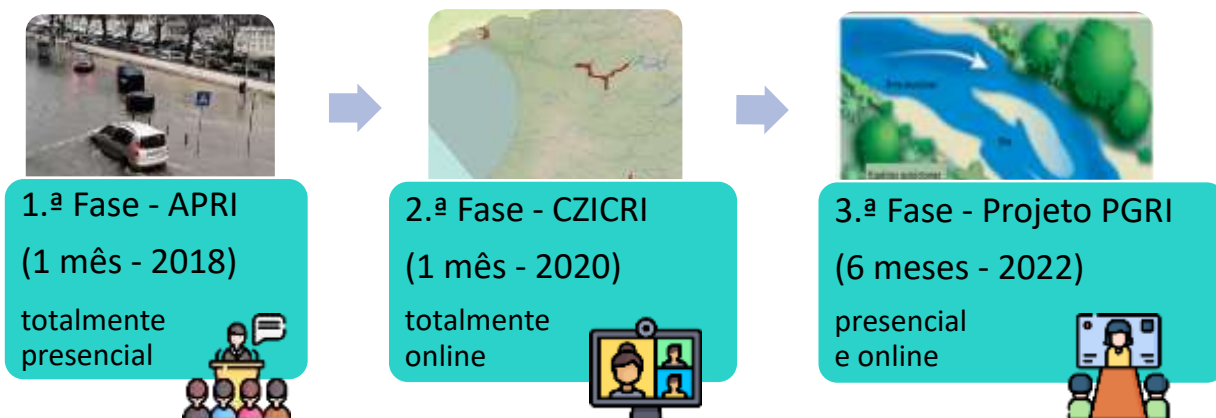 1.ª Fase - APRI
(1 mês - 2018)
totalmente
presencial
2.ª Fase - CZICRI
(1 mês - 2020)
totalmente
online
Rio
3.ª Fase - Projeto PGRI
(6 meses - 2022)
presencial
e online